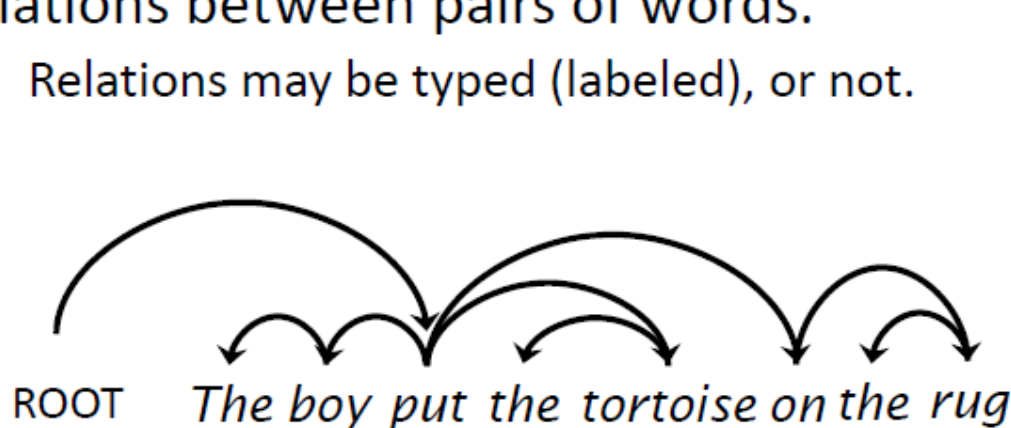 lations between pairs of words.
Relations may be typed (labeled), or not.
ROOT The boy put the tortoise on the rug